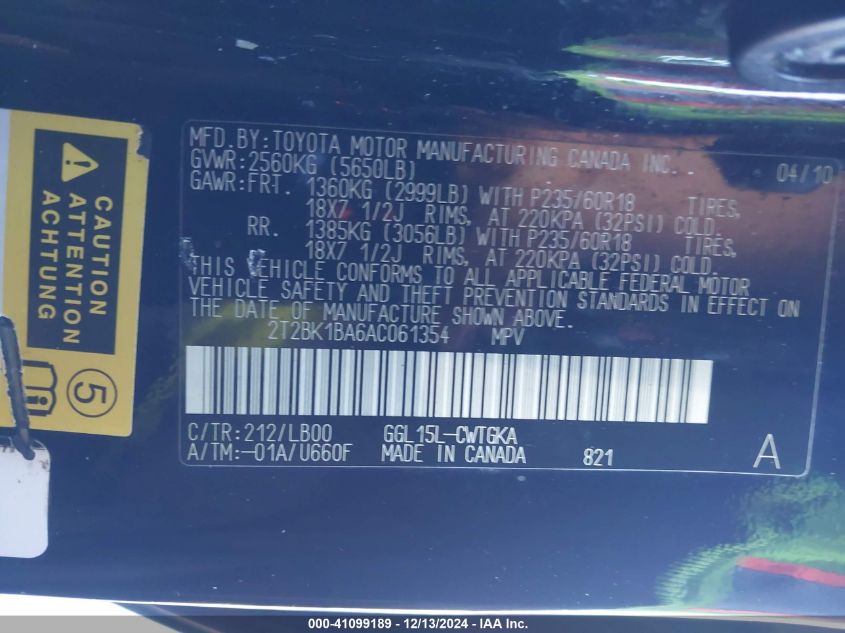 CAUTION
ATTENTION
ACHTUNG
5
MFD.BY:TOYOTA MOTOR MANUFACTURING CANADA INC. 04/10
GVWR:2560KG (5650LB)
GAWR:FRT. 1360KG (2999LB) WITH P235/60R18 TIRES,
18X7 1/2J RIMS, AT 220KPA (32PSI) COLD.
RR. 1385KG (3056LB) WITH P235/60R18 TIRES,
18X7 1/2J RIMS, AT 220KPA (32PSI) COLD.
THIS VEHICLE CONFORMS TO ALL APPLICABLE FEDERAL MOTOR
VEHICLE SAFETY AND THEFT PREVENTION STANDARDS IN EFFECT ON
THE DATE OF MANUFACTURE SHOWN ABOVE.
2T2BK1BA6AC061354 MPV
C/TR:212/LB00 GGL15L-CWTGKA
A/TM:-01A/U660F MADE IN CANADA 821 A
000-41099189 - 12/13/2024 - IAA Inc.